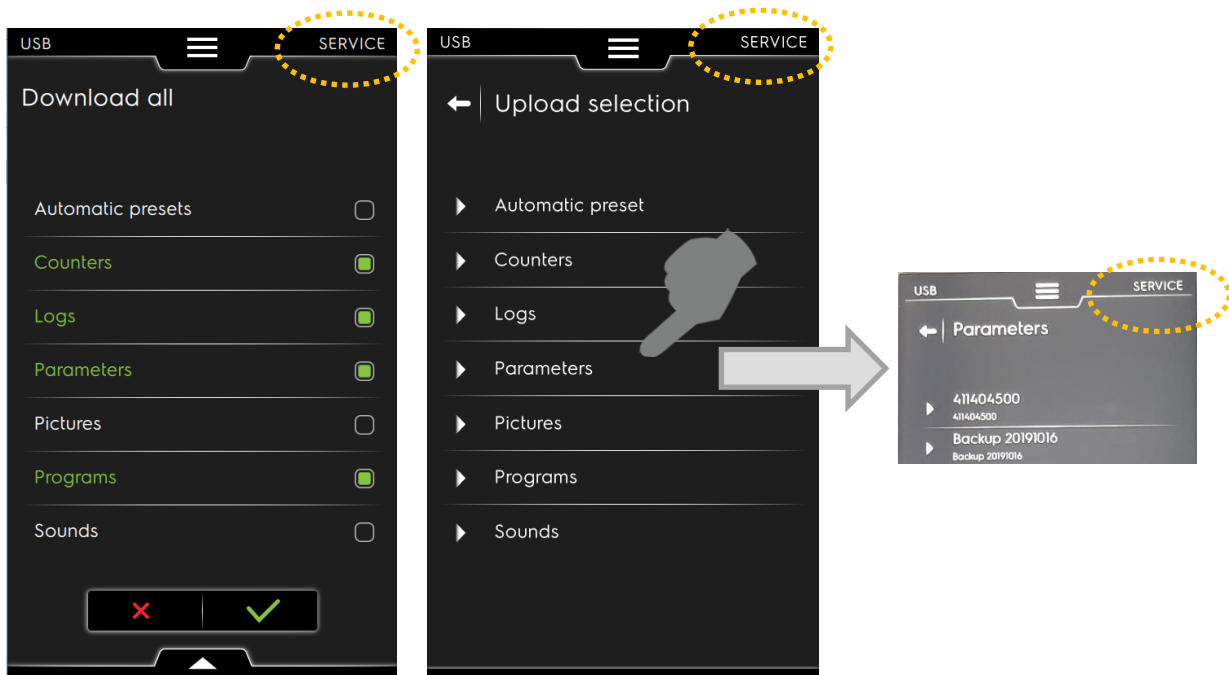 USB SERVICE
Download all
Automatic presets
Counters
Logs
Parameters
Pictures
Programs
Sounds
USB SERVICE
Upload selection
Automatic preset
Counters
Logs
Parameters
Pictures
Programs
Sounds
USB SERVICE
Parameters
411404500
411404500
Backup 20191016
Backup 20191016